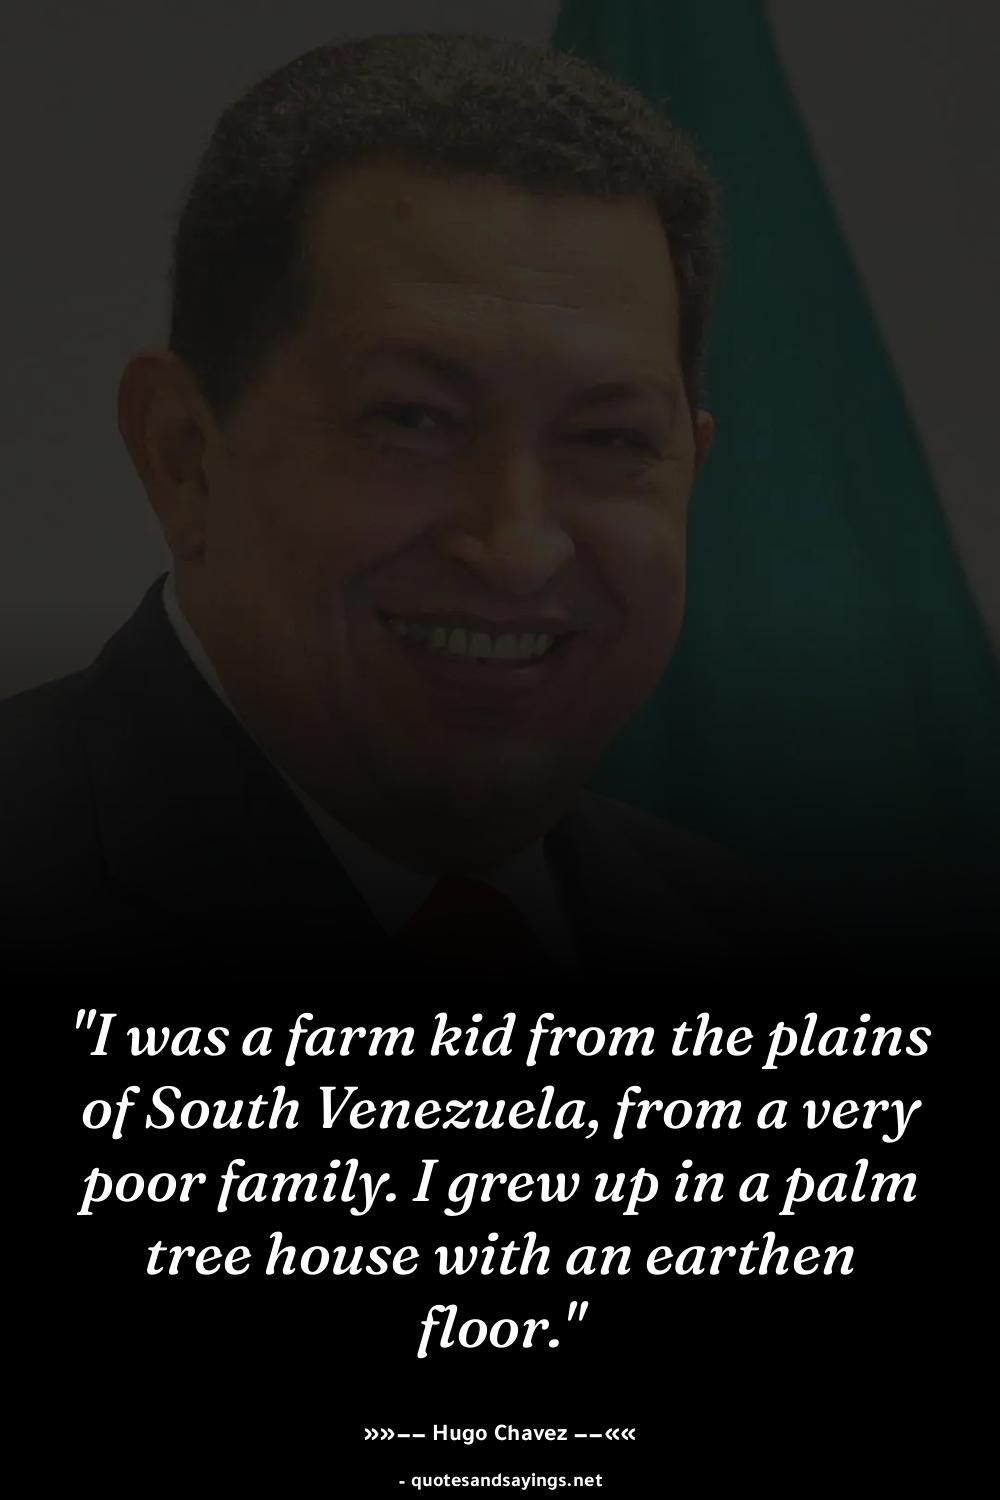 "I was a farm kid from the plains
of South Venezuela, from a very
poor family. I grew up in a palm
tree house with an earthen
floor."
»»−− Hugo Chavez −−««
- quotesandsayings.net